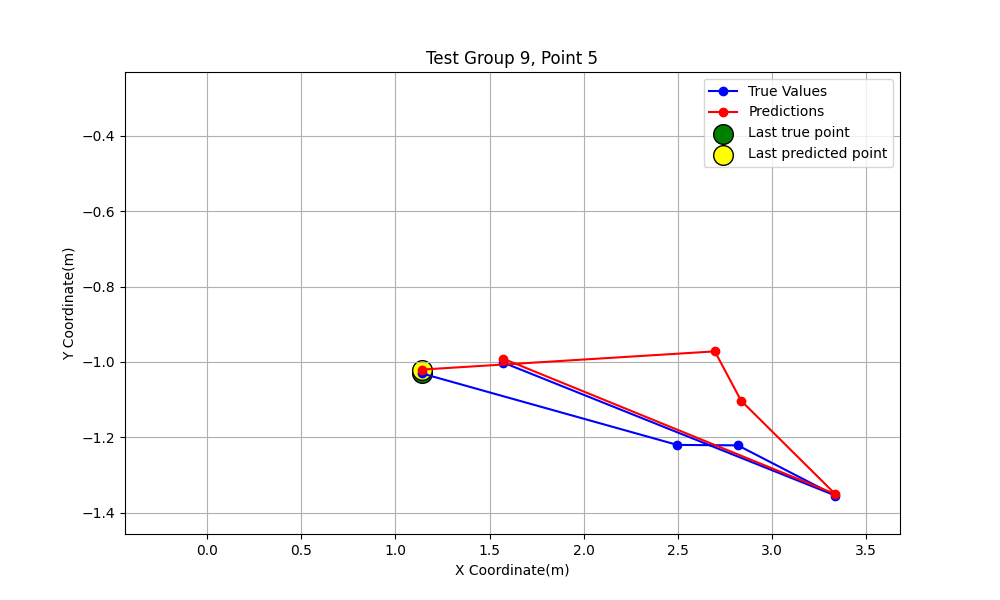 Test Group 9, Point 5
True Values
Predictions
Last true point
Last predicted point
Y Coordinate(m)
−0.4
−0.6
−0.8
−1.0
−1.2
−1.4
0.0 0.5 1.0 1.5 2.0 2.5 3.0 3.5
X Coordinate(m)